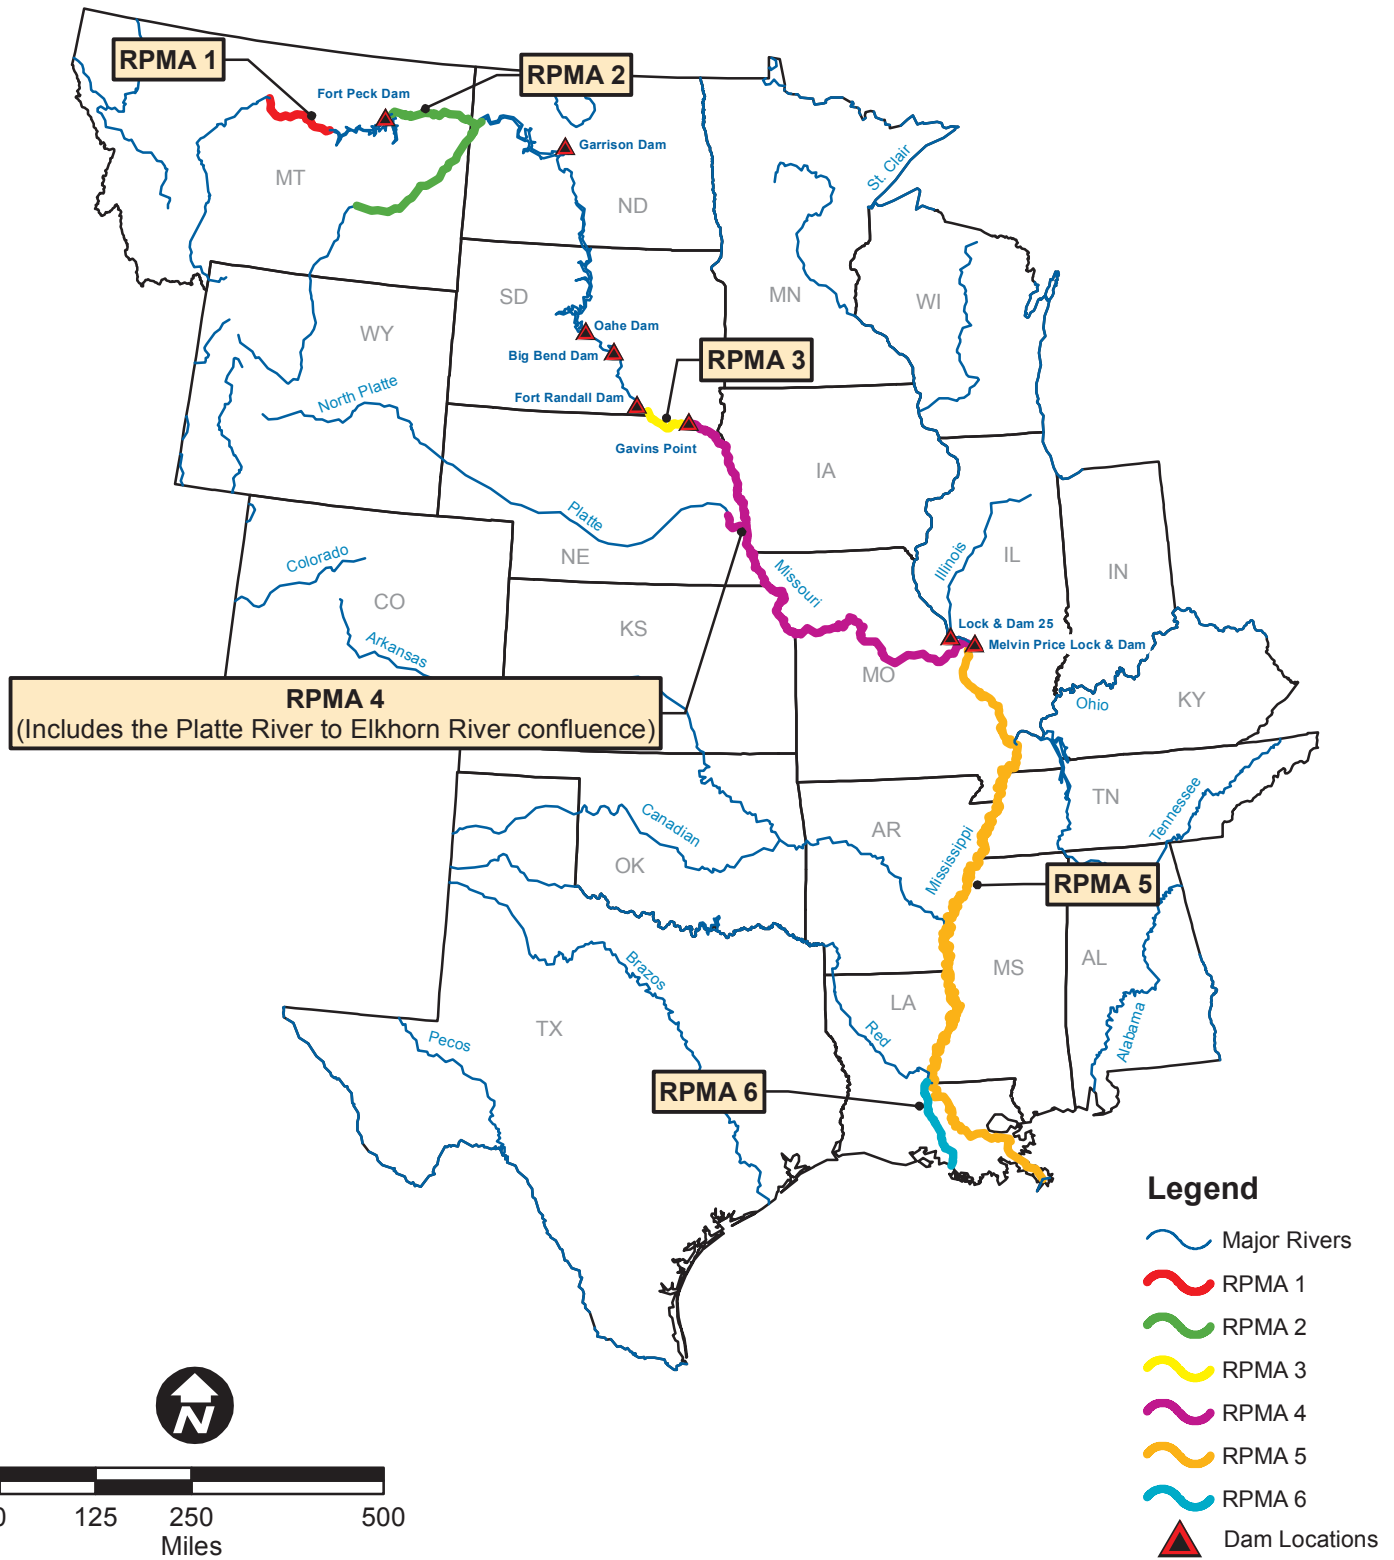 RPMA 1
RPMA 2
Fort Peck Dam
Garrison Dam
St. Clair
MT
ND
SD
MN
WI
WY
Oahe Dam
Big Bend Dam
RPMA 3
North Platte
Fort Randall Dam
Gavins Point
IA
Platte
NE
Illinois
IL
IN
Colorado
CO
Missouri
KS
Arkansas
Lock & Dam 25
Melvin Price Lock & Dam
MO
RPMA 4
(Includes the Platte River to Elkhorn River confluence)
Ohio
KY
TN
Tennessee
Canadian
AR
OK
Mississippi
RPMA 5
Brazos
MS
AL
LA
TX
Pecos
Red
Alabama
RPMA 6
Legend
Major Rivers
RPMA 1
RPMA 2
RPMA 3
RPMA 4
RPMA 5
RPMA 6
Dam Locations
N
0 125 250 500
Miles